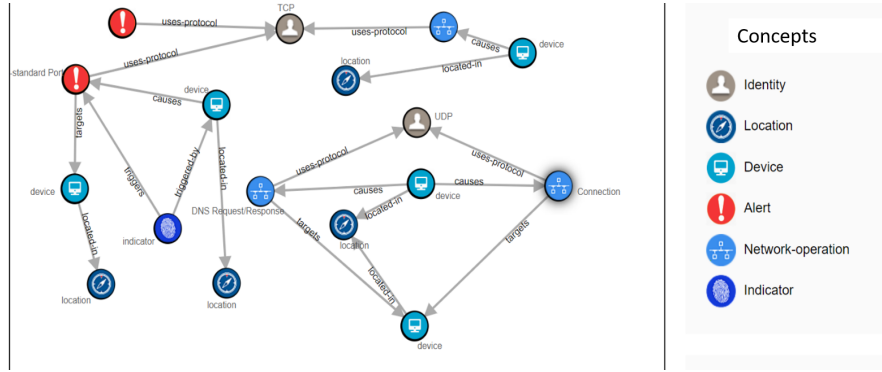 TCP
uses-protocol
uses-protocol
device
causes
located-in
location
uses-protocol
-standard Port
device
causes
targets
UDP
uses-protocol
uses-protocol
triggered-by
located-in
triggers
device
causes
causes
device
Connection
DNS Request/Response
located-in
located-in
indicator
targets
location
targets
located-in
location
location
device
Concepts
Identity
Location
Device
Alert
Network-operation
Indicator